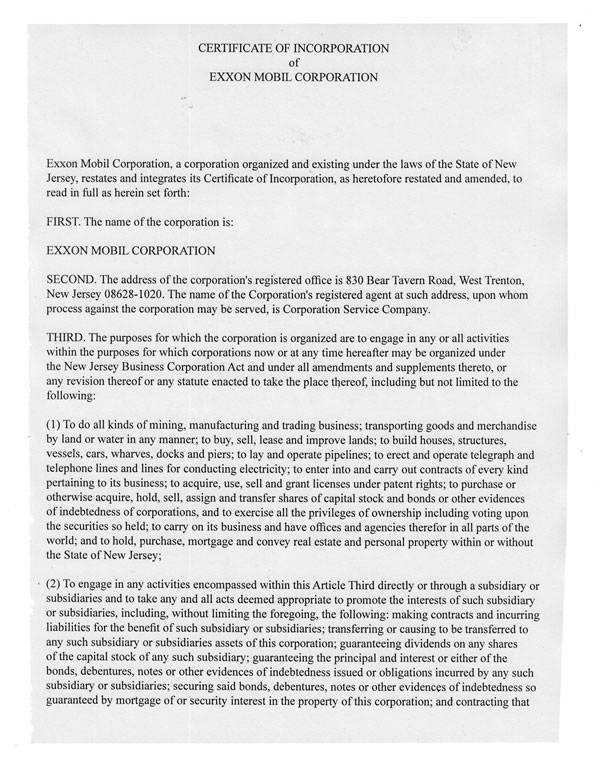 CERTIFICATE OF INCORPORATION
of
EXXON MOBIL CORPORATION
Exxon Mobil Corporation, a corporation organized and existing under the laws of the State of New
Jersey, restates and integrates its Certificate of Incorporation, as heretofore restated and amended, to
read in full as herein set forth:
FIRST. The name of the corporation is:
EXXON MOBIL CORPORATION
SECOND. The address of the corporation's registered office is 830 Bear Tavern Road, West Trenton,
New Jersey 08628-1020. The name of the Corporation's registered agent at such address, upon whom
process against the corporation may be served, is Corporation Service Company.
THIRD. The purposes for which the corporation is organized are to engage in any or all activities
within the purposes for which corporations now or at any time hereafter may be organized under
the New Jersey Business Corporation Act and under all amendments and supplements thereto, or
any revision thereof or any statute enacted to take the place thereof, including but not limited to the
following:
(1) To do all kinds of mining, manufacturing and trading business; transporting goods and merchandise
by land or water in any manner; to buy, sell, lease and improve lands; to build houses, structures,
vessels, cars, wharves, docks and piers; to lay and operate pipelines; to erect and operate telegraph and
telephone lines and lines for conducting electricity; to enter into and carry out contracts of every kind
pertaining to its business; to acquire, use, sell and grant licenses under patent rights; to purchase or
otherwise acquire, hold, sell, assign and transfer shares of capital stock and bonds or other evidences
of indebtedness of corporations, and to exercise all the privileges of ownership including voting upon
the securities so held; to carry on its business and have offices and agencies therefor in all parts of the
world; and to hold, purchase, mortgage and convey real estate and personal property within or without
the State of New Jersey;
(2) To engage in any activities encompassed within this Article Third directly or through a subsidiary or
subsidiaries and to take any and all acts deemed appropriate to promote the interests of such subsidiary
or subsidiaries, including, without limiting the foregoing, the following: making contracts and incurring
liabilities for the benefit of such subsidiary or subsidiaries; transferring or causing to be transferred to
any such subsidiary or subsidiaries assets of this corporation; guaranteeing dividends on any shares
of the capital stock of any such subsidiary; guaranteeing the principal and interest or either of the
bonds, debentures, notes or other evidences of indebtedness issued or obligations incurred by any such
subsidiary or subsidiaries; securing said bonds, debentures, notes or other evidences of indebtedness so
guaranteed by mortgage of or security interest in the property of this corporation; and contracting that